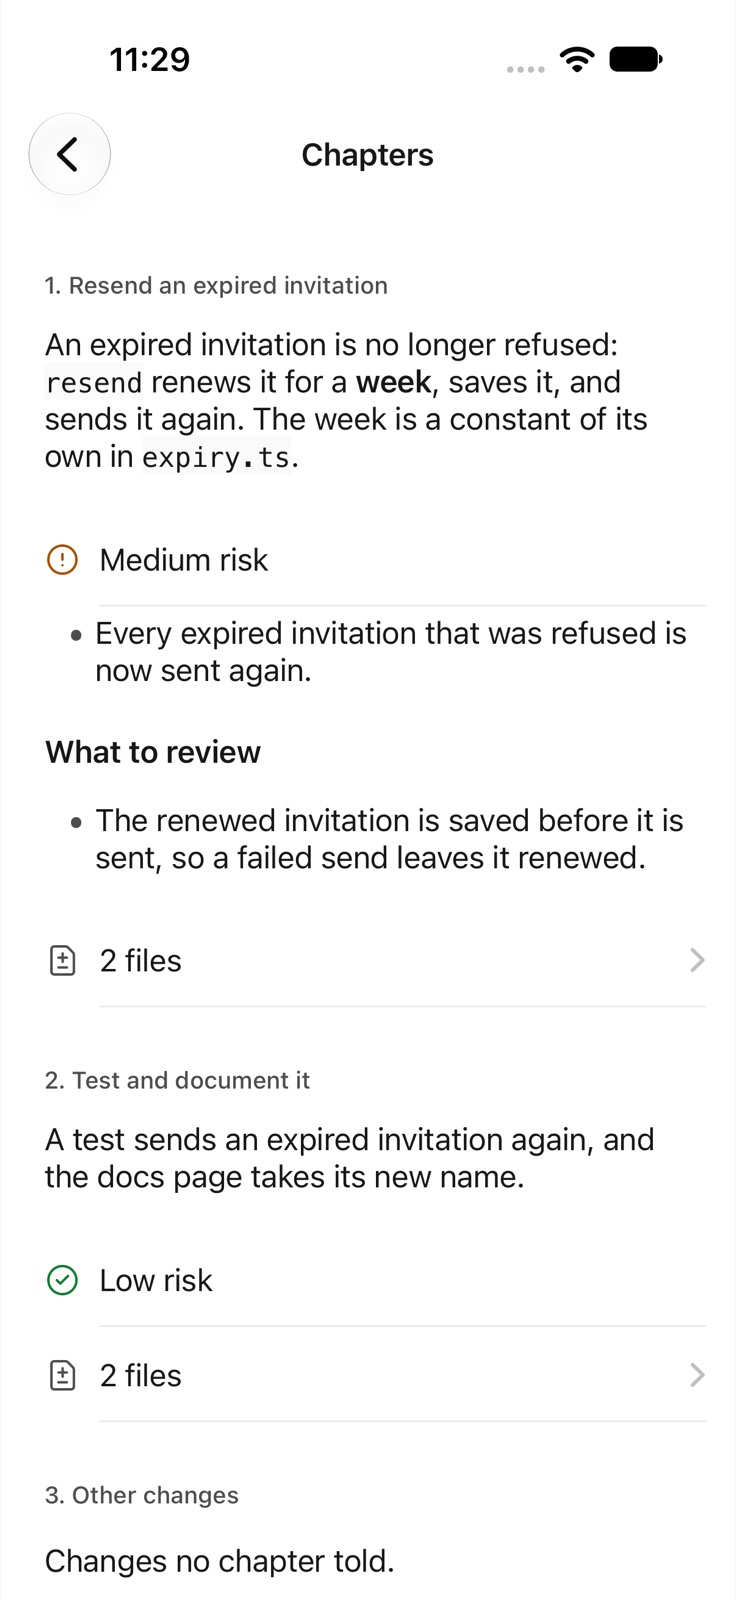 11:29
Chapters
1. Resend an expired invitation
An expired invitation is no longer refused:
resend renews it for a week, saves it, and
sends it again. The week is a constant of its
own in expiry.ts.
Medium risk
Every expired invitation that was refused is
now sent again.
What to review
The renewed invitation is saved before it is
sent, so a failed send leaves it renewed.
2 files
2. Test and document it
A test sends an expired invitation again, and
the docs page takes its new name.
Low risk
2 files
3. Other changes
Changes no chapter told.